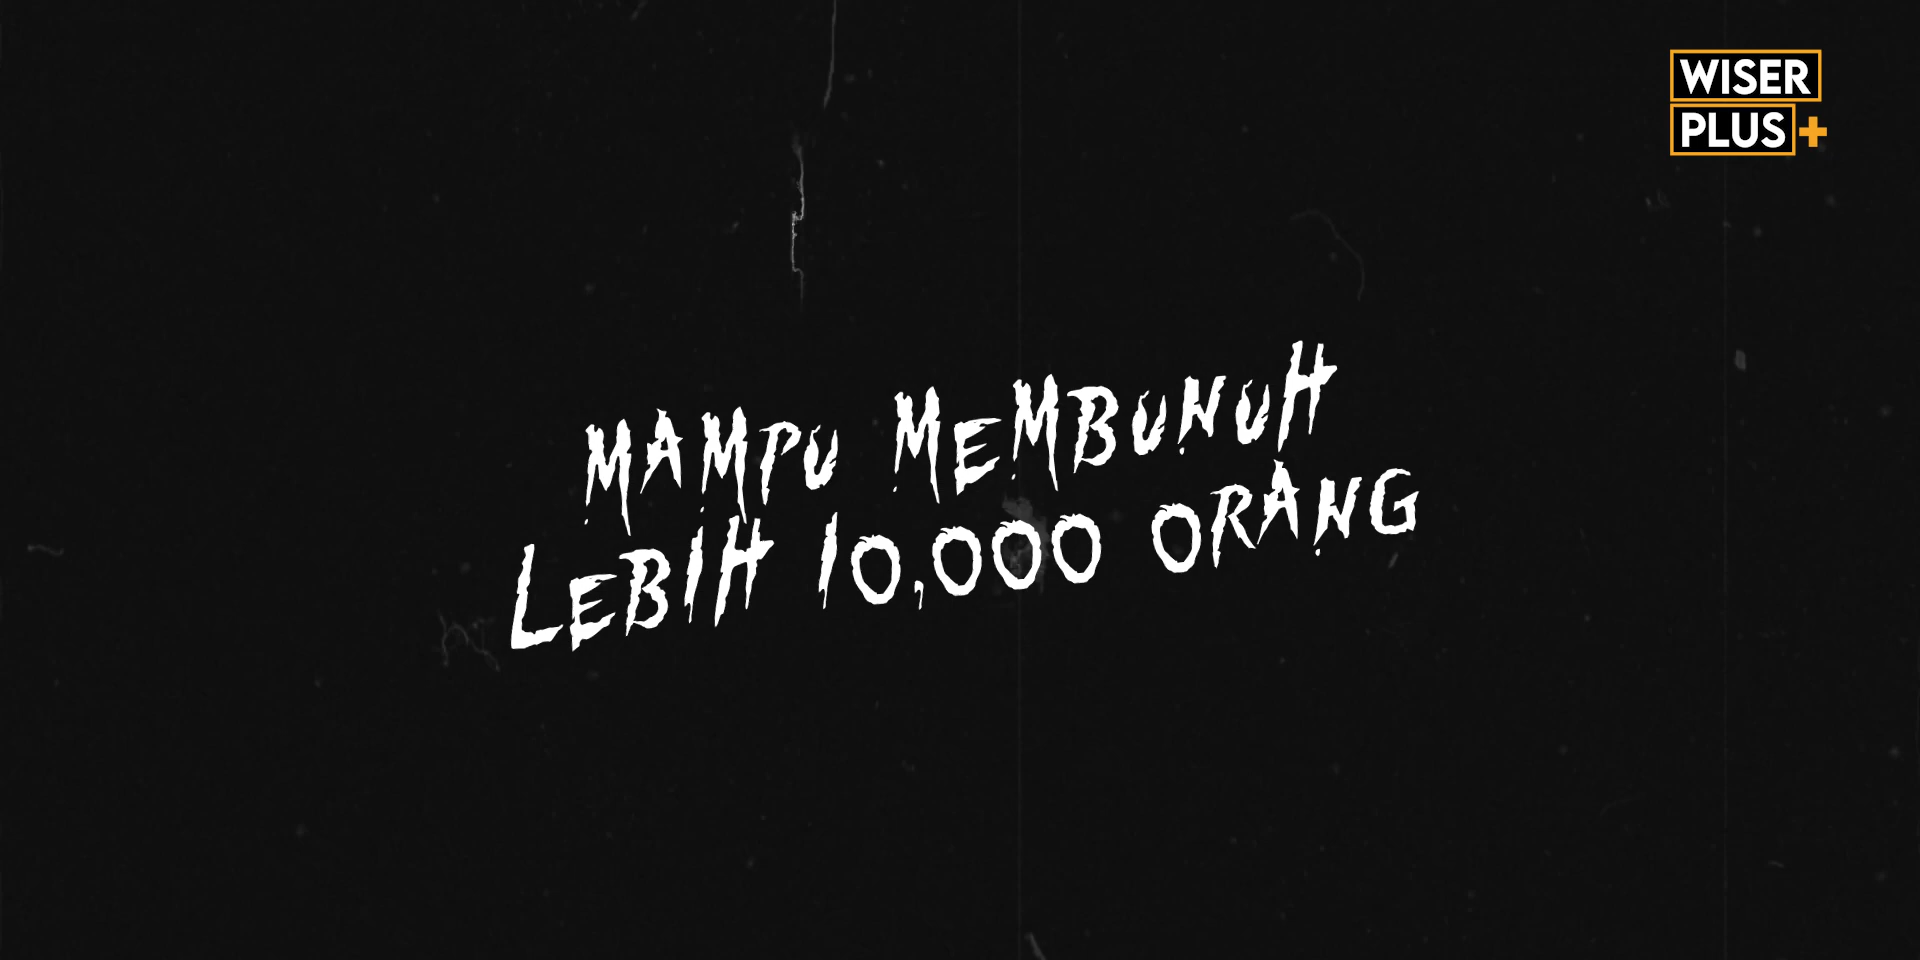 WISER
PLUS+
MAMPU MEMBUNUH
LEBIH 10,000 ORANG